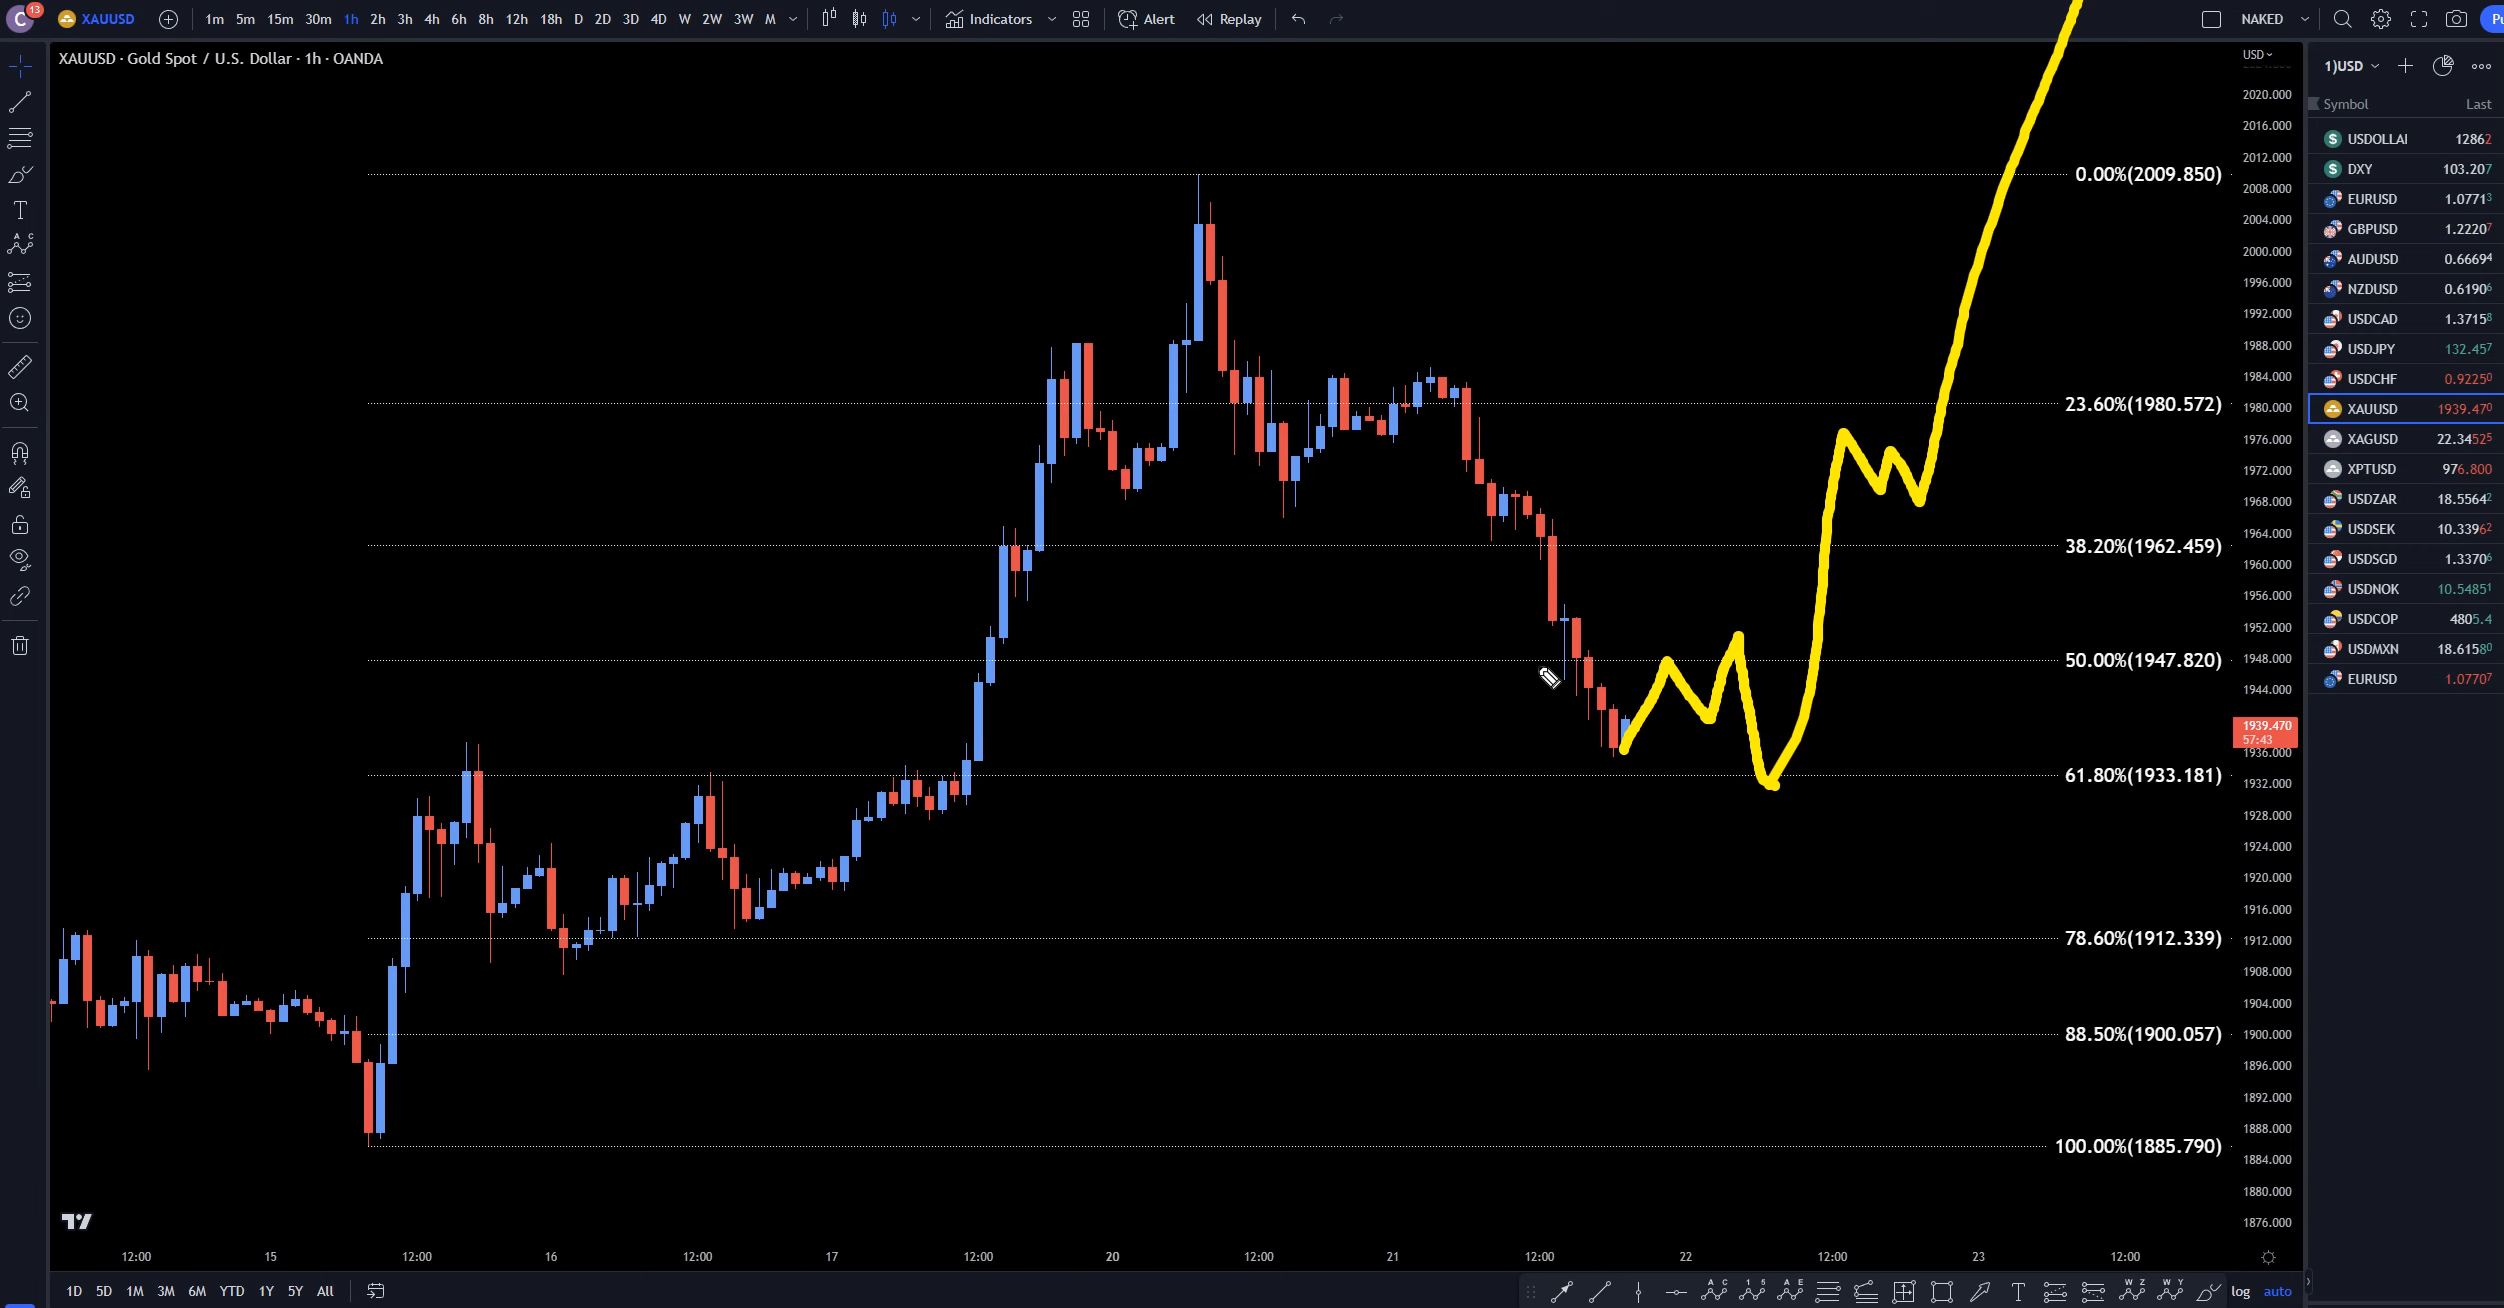 C 13 XAUUSD 1m 5m 15m 30m 1h 2h 3h 4h 6h 8h 12h 18h D 2D 3D 4D W 2W 3W M Indicators Alert Replay NAKED
XAUUSD · Gold Spot / U.S. Dollar · 1h · OANDA
USD
2020.000
2016.000
2012.000
0.00%(2009.850)
2008.000
2004.000
2000.000
1996.000
1992.000
1988.000
1984.000
23.60%(1980.572)
1980.000
1976.000
1972.000
1968.000
1964.000
38.20%(1962.459)
1960.000
1956.000
1952.000
50.00%(1947.820)
1948.000
1944.000
1939.470
57:43
1936.000
61.80%(1933.181)
1932.000
1928.000
1924.000
1920.000
1916.000
78.60%(1912.339)
1912.000
1908.000
1904.000
88.50%(1900.057)
1900.000
1896.000
1892.000
1888.000
100.00%(1885.790)
1884.000
1880.000
1876.000
12:00 15 12:00 16 12:00 17 12:00 20 12:00 21 12:00 22 12:00 23 12:00
1D 5D 1M 3M 6M YTD 1Y 5Y All
log auto
1)USD
Symbol Last
USDOLLAI 12862
DXY 103.207
EURUSD 1.07713
GBPUSD 1.22207
AUDUSD 0.66694
NZDUSD 0.61906
USDCAD 1.37158
USDJPY 132.457
USDCHF 0.92250
XAUUSD 1939.470
XAGUSD 22.34525
XPTUSD 976.800
USDZAR 18.55642
USDSEK 10.33962
USDSGD 1.33706
USDNOK 10.54851
USDCOP 4805.4
USDMXN 18.61580
EURUSD 1.07707